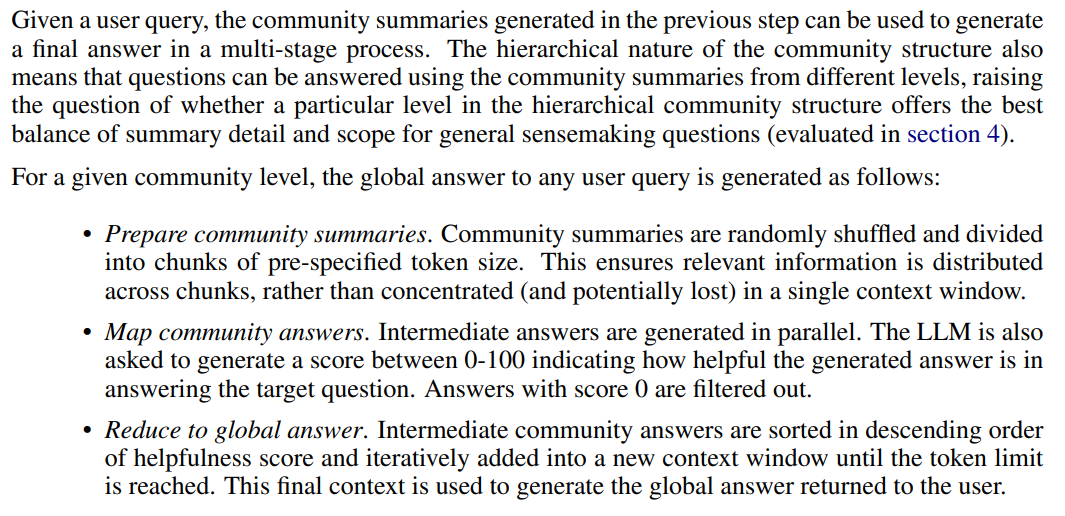 Given a user query, the community summaries generated in the previous step can be used to generate
a final answer in a multi-stage process. The hierarchical nature of the community structure also
means that questions can be answered using the community summaries from different levels, raising
the question of whether a particular level in the hierarchical community structure offers the best
balance of summary detail and scope for general sensemaking questions (evaluated in section 4).
For a given community level, the global answer to any user query is generated as follows:
• Prepare community summaries. Community summaries are randomly shuffled and divided
into chunks of pre-specified token size. This ensures relevant information is distributed
across chunks, rather than concentrated (and potentially lost) in a single context window.
• Map community answers. Intermediate answers are generated in parallel. The LLM is also
asked to generate a score between 0-100 indicating how helpful the generated answer is in
answering the target question. Answers with score 0 are filtered out.
• Reduce to global answer. Intermediate community answers are sorted in descending order
of helpfulness score and iteratively added into a new context window until the token limit
is reached. This final context is used to generate the global answer returned to the user.